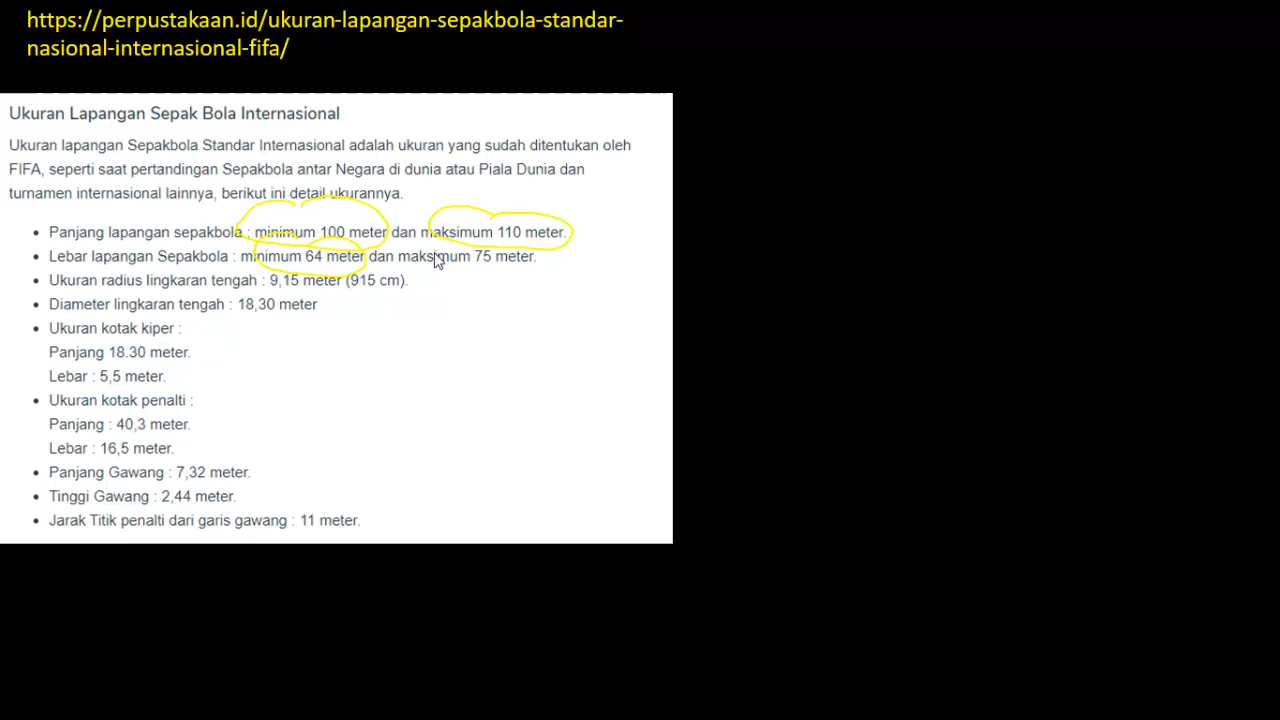 https://perpustakaan.id/ukuran-lapangan-sepakbola-standar-
nasional-internasional-fifa/
Ukuran Lapangan Sepak Bola Internasional
Ukuran lapangan Sepakbola Standar Internasional adalah ukuran yang sudah ditentukan oleh
FIFA, seperti saat pertandingan Sepakbola antar Negara di dunia atau Piala Dunia dan
turnamen internasional lainnya, berikut ini detail ukurannya.
• Panjang lapangan sepakbola : minimum 100 meter dan maksimum 110 meter.
• Lebar lapangan Sepakbola : minimum 64 meter dan maksimum 75 meter.
• Ukuran radius lingkaran tengah : 9,15 meter (915 cm).
• Diameter lingkaran tengah : 18,30 meter
• Ukuran kotak kiper :
Panjang 18.30 meter.
Lebar : 5,5 meter.
• Ukuran kotak penalti :
Panjang : 40,3 meter.
Lebar : 16,5 meter.
• Panjang Gawang : 7,32 meter.
• Tinggi Gawang : 2,44 meter.
• Jarak Titik penalti dari garis gawang : 11 meter.